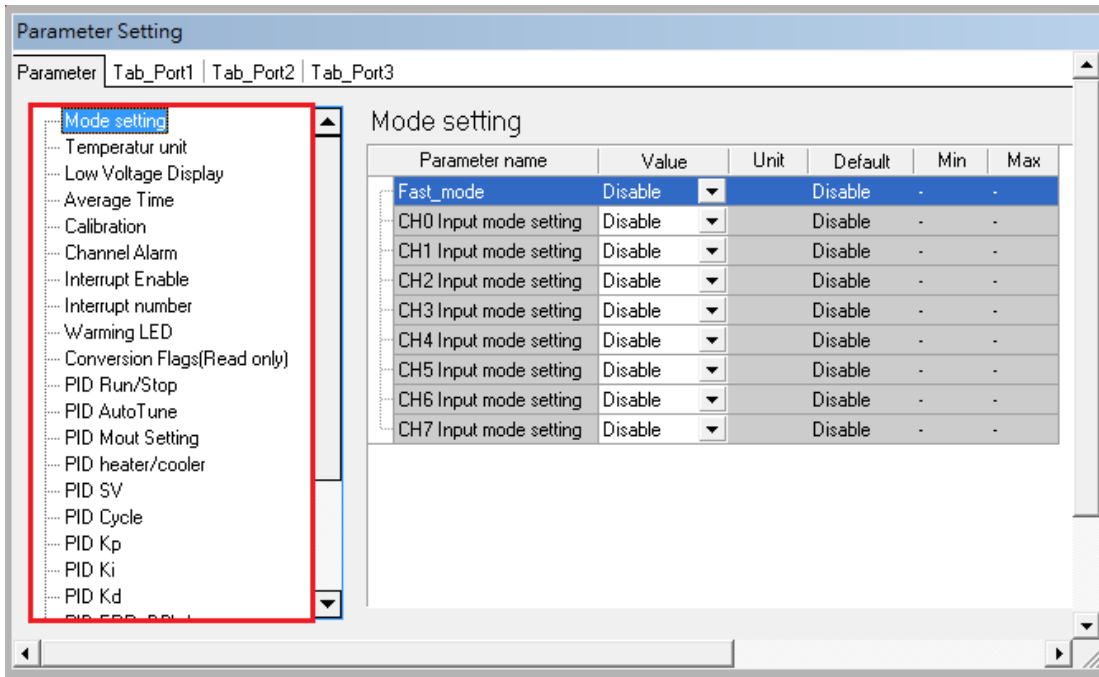 Parameter Setting
Parameter Tab_Port1 Tab_Port2 Tab_Port3
Mode setting
Temperatur unit
Low Voltage Display
Average Time
Calibration
Channel Alarm
Interrupt Enable
Interrupt number
Warming LED
Conversion Flags(Read only)
PID Run/Stop
PID AutoTune
PID Mout Setting
PID heater/cooler
PID SV
PID Cycle
PID Kp
PID Ki
PID Kd
Mode setting
Parameter name Value Unit Default Min Max
Fast_mode Disable Disable - -
CH0 Input mode setting Disable Disable - -
CH1 Input mode setting Disable Disable - -
CH2 Input mode setting Disable Disable - -
CH3 Input mode setting Disable Disable - -
CH4 Input mode setting Disable Disable - -
CH5 Input mode setting Disable Disable - -
CH6 Input mode setting Disable Disable - -
CH7 Input mode setting Disable Disable - -